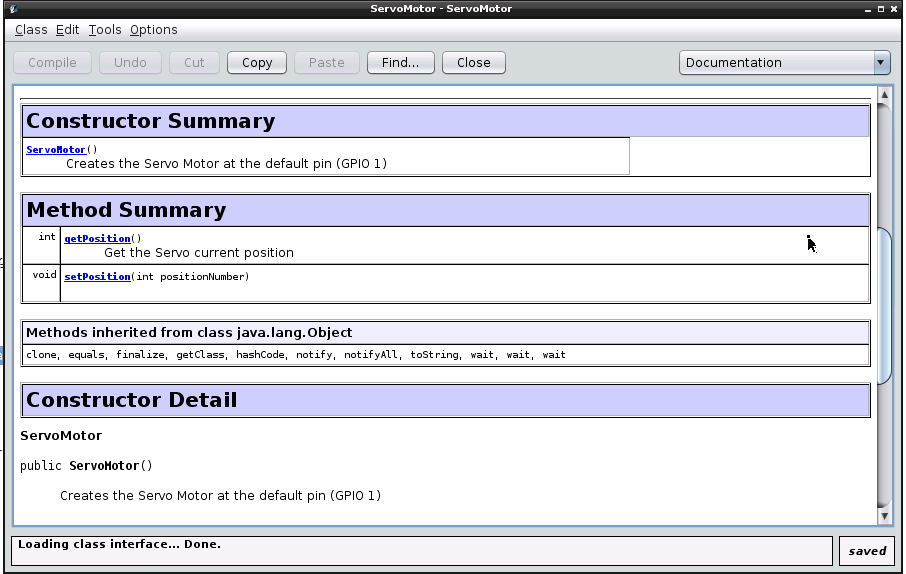 ServoMotor - ServoMotor
Class Edit Tools Options
Compile Undo Cut Copy Paste Find... Close Documentation
Constructor Summary
ServoMotor()
Creates the Servo Motor at the default pin (GPIO 1)
Method Summary
int getPosition()
Get the Servo current position
void setPosition(int positionNumber)
Methods inherited from class java.lang.Object
clone, equals, finalize, getClass, hashCode, notify, notifyAll, toString, wait, wait, wait
Constructor Detail
ServoMotor
public ServoMotor()
Creates the Servo Motor at the default pin (GPIO 1)
Loading class interface... Done.
saved